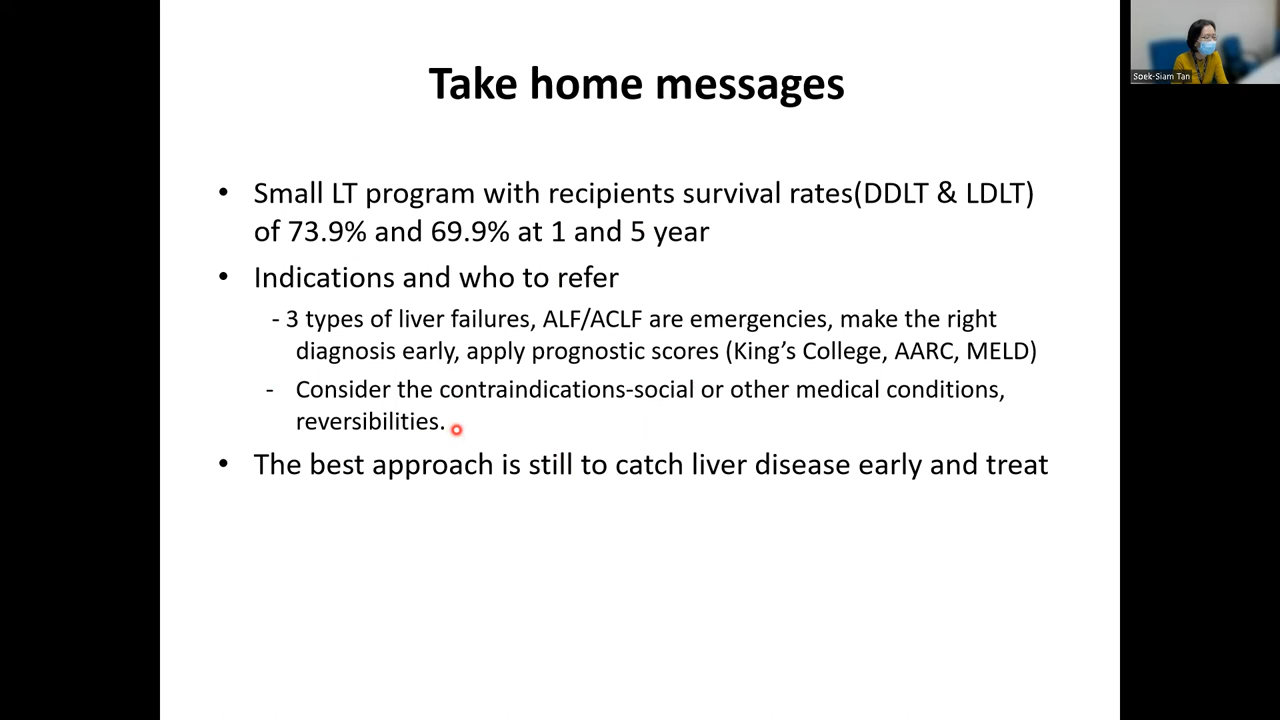 Take home messages
• Small LT program with recipients survival rates(DDLT & LDLT)
of 73.9% and 69.9% at 1 and 5 year
• Indications and who to refer
- 3 types of liver failures, ALF/ACLF are emergencies, make the right
diagnosis early, apply prognostic scores (King’s College, AARC, MELD)
- Consider the contraindications-social or other medical conditions,
reversibilities.
• The best approach is still to catch liver disease early and treat
Soek-Siam Tan